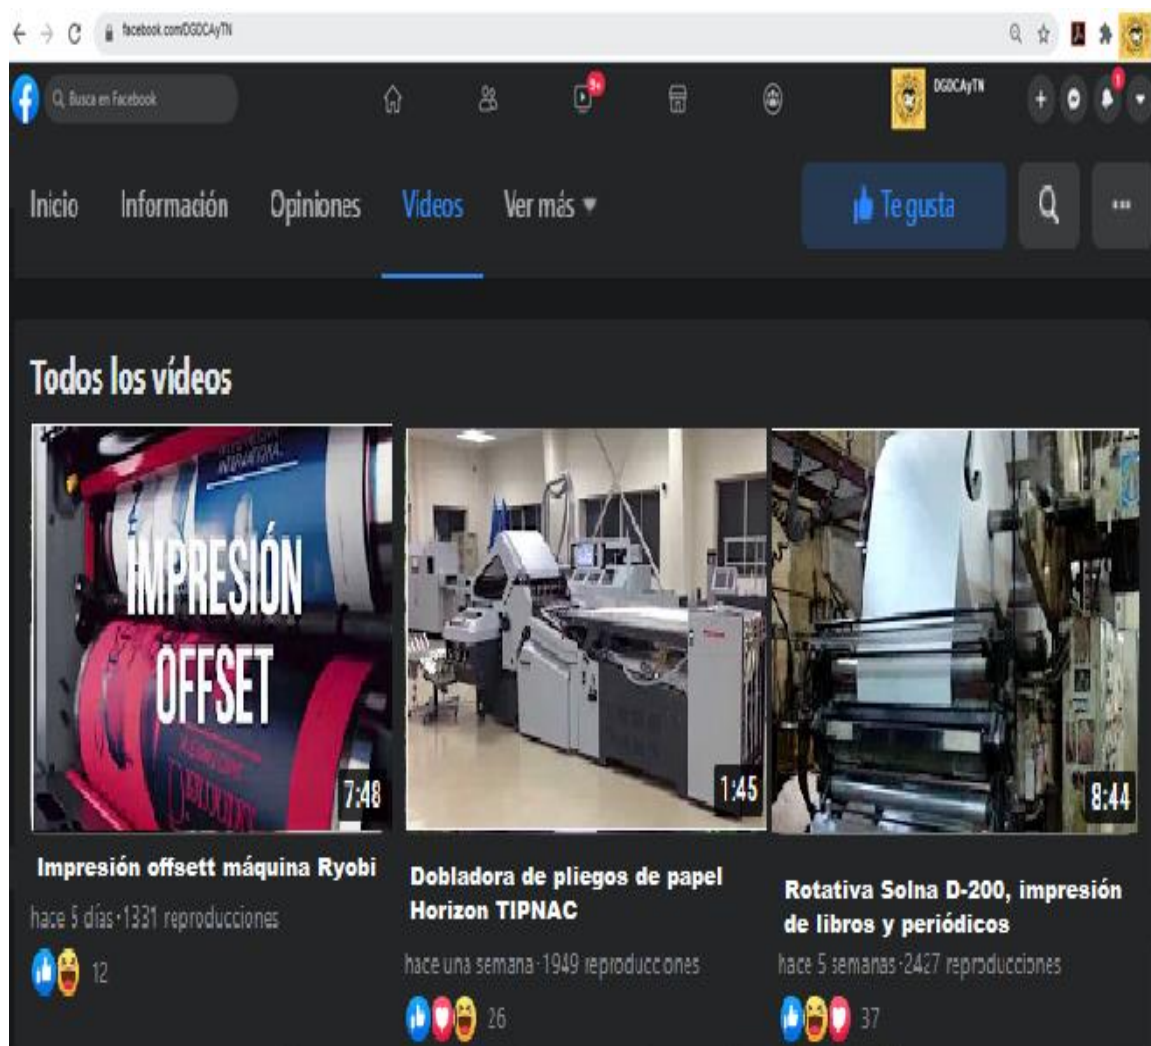 facebook.com/DGDCAyTN
Busca en Facebook
9+
DGDCAyTN
1
Inicio Información Opiniones Vídeos Ver más
Te gusta
Todos los vídeos
IMPRESIÓN
OFFSET
7:48
1:45
8:44
Impresión offsett máquina Ryobi
hace 5 días·1331 reproducciones
12
Dobladora de pliegos de papel
Horizon TIPNAC
hace una semana·1949 reproducciones
26
Rotativa Solna D-200, impresión
de libros y periódicos
hace 5 semanas·2427 reproducciones
37